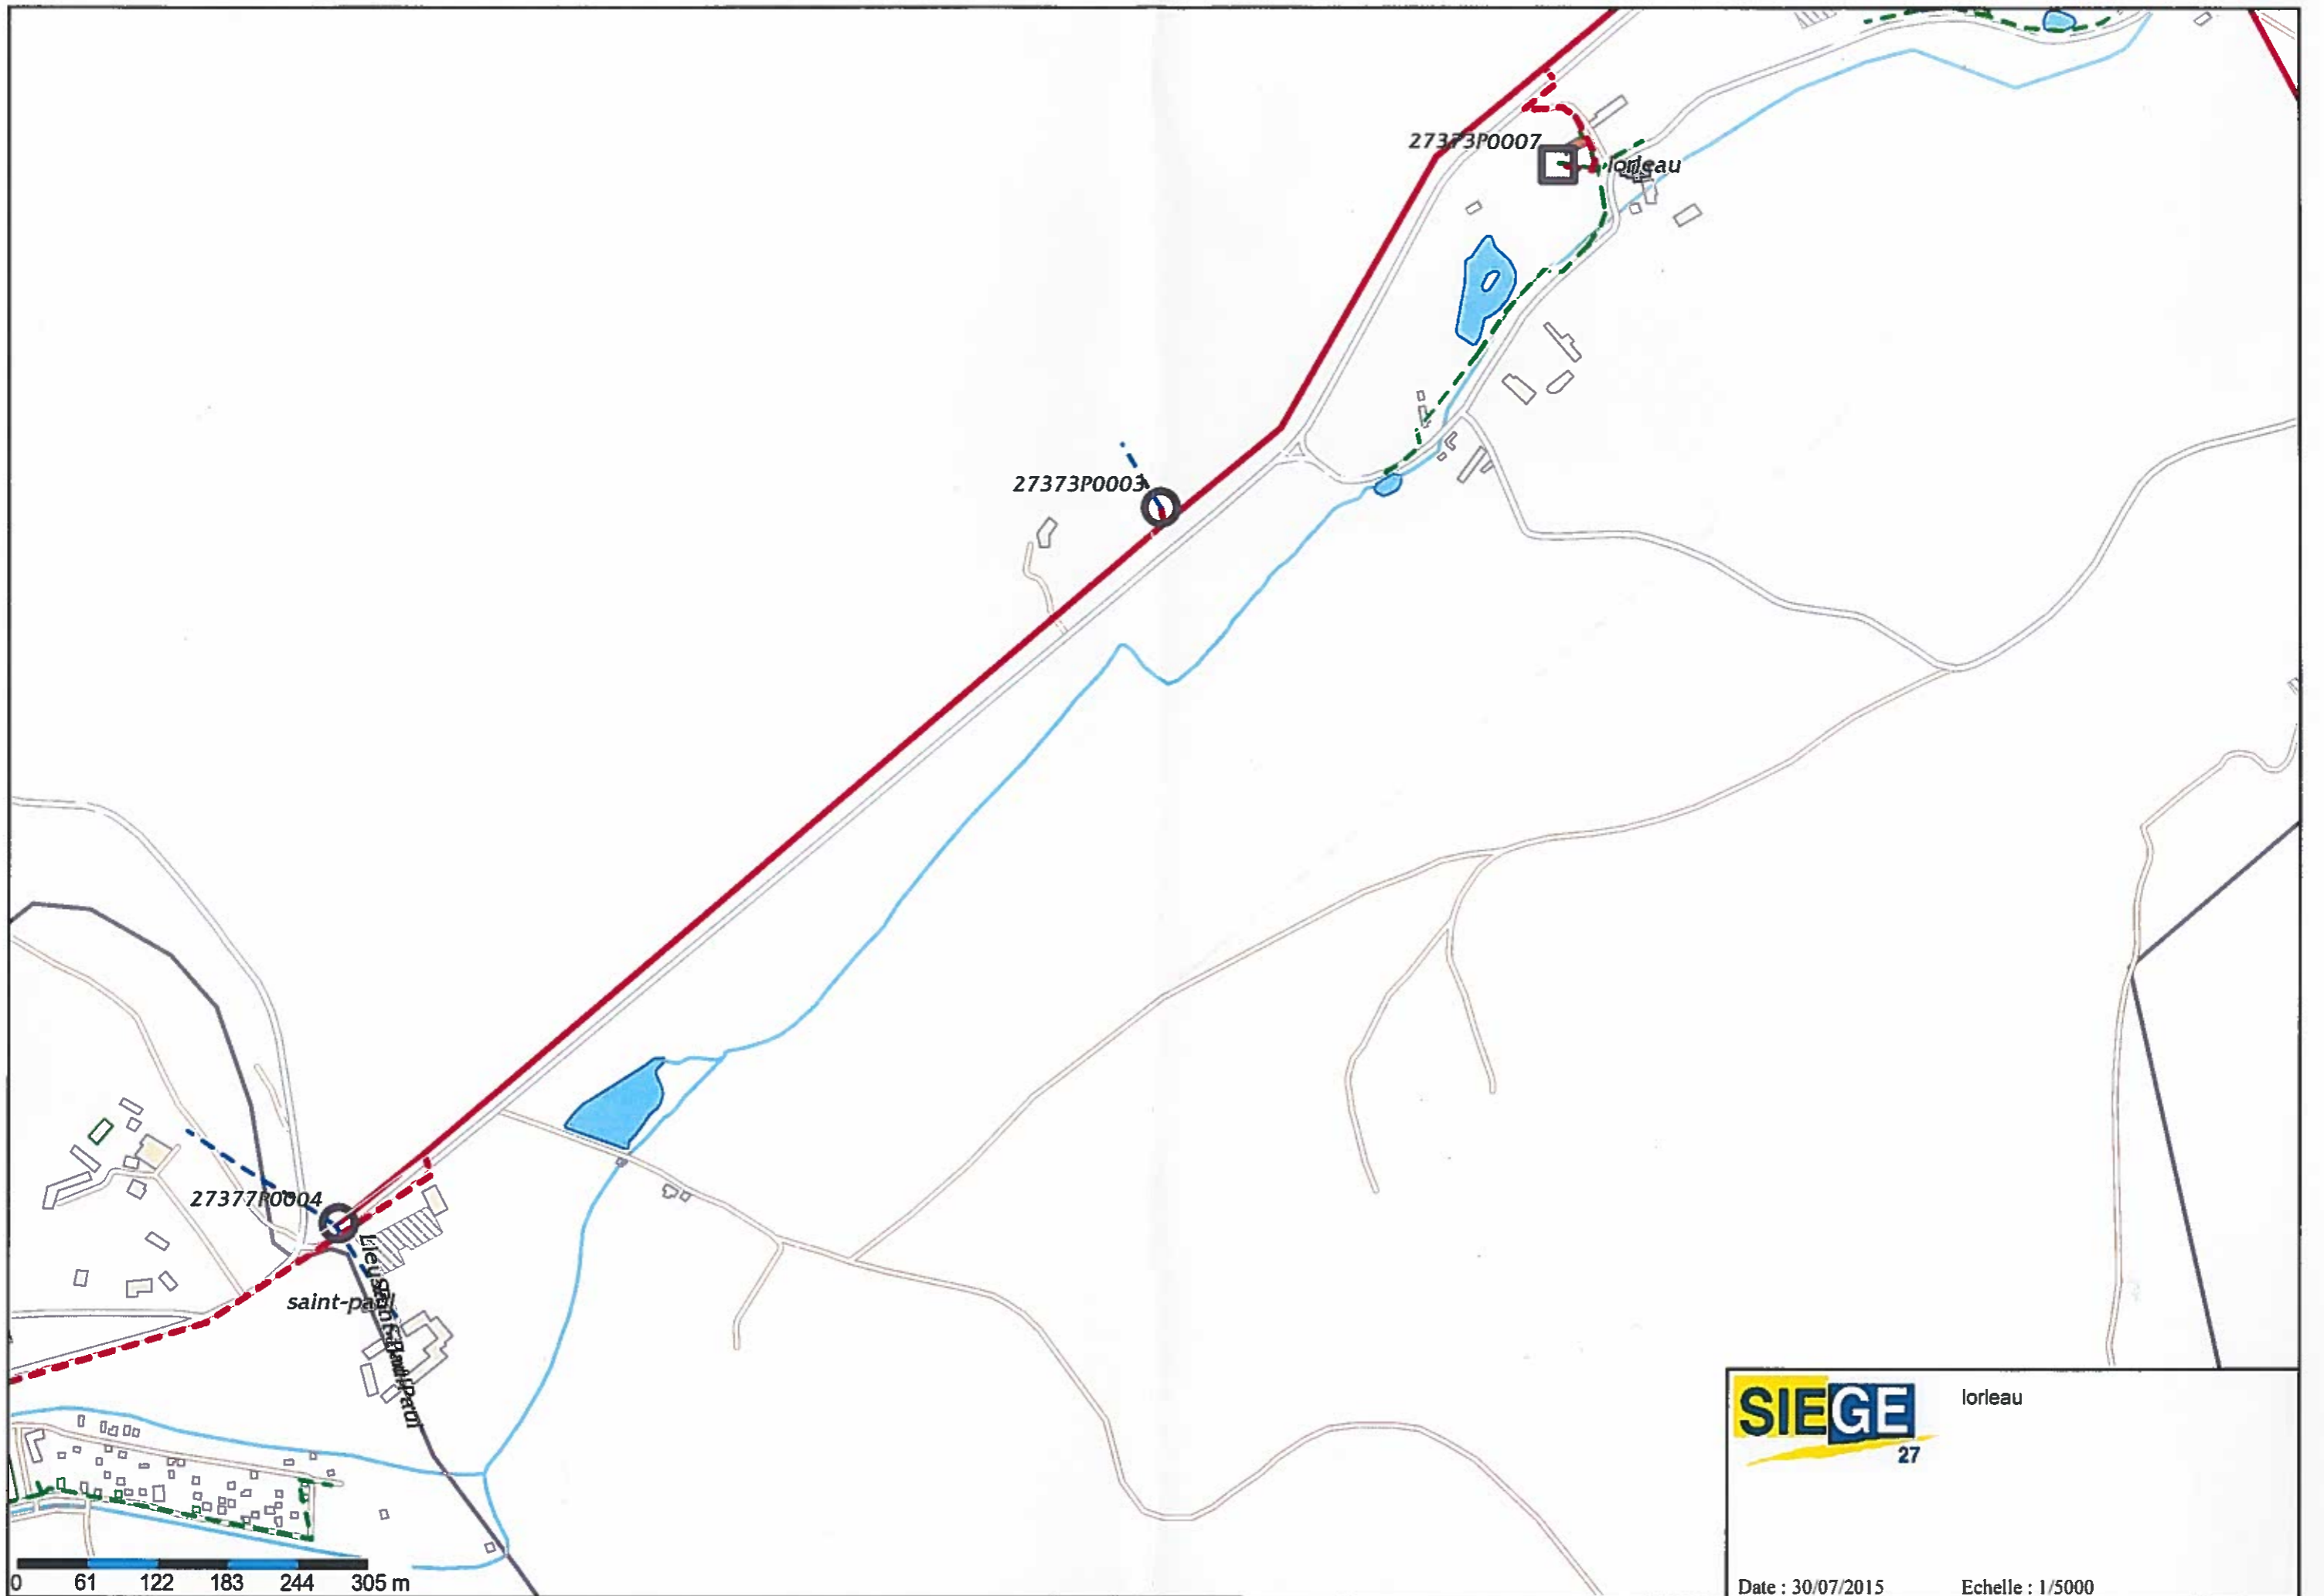 27373P0007
lorleau
27373P0003
27377P0004
saint-paul
SIEGE
27
lorleau
0 61 122 183 244 305 m
Date : 30/07/2015 Echelle : 1/5000